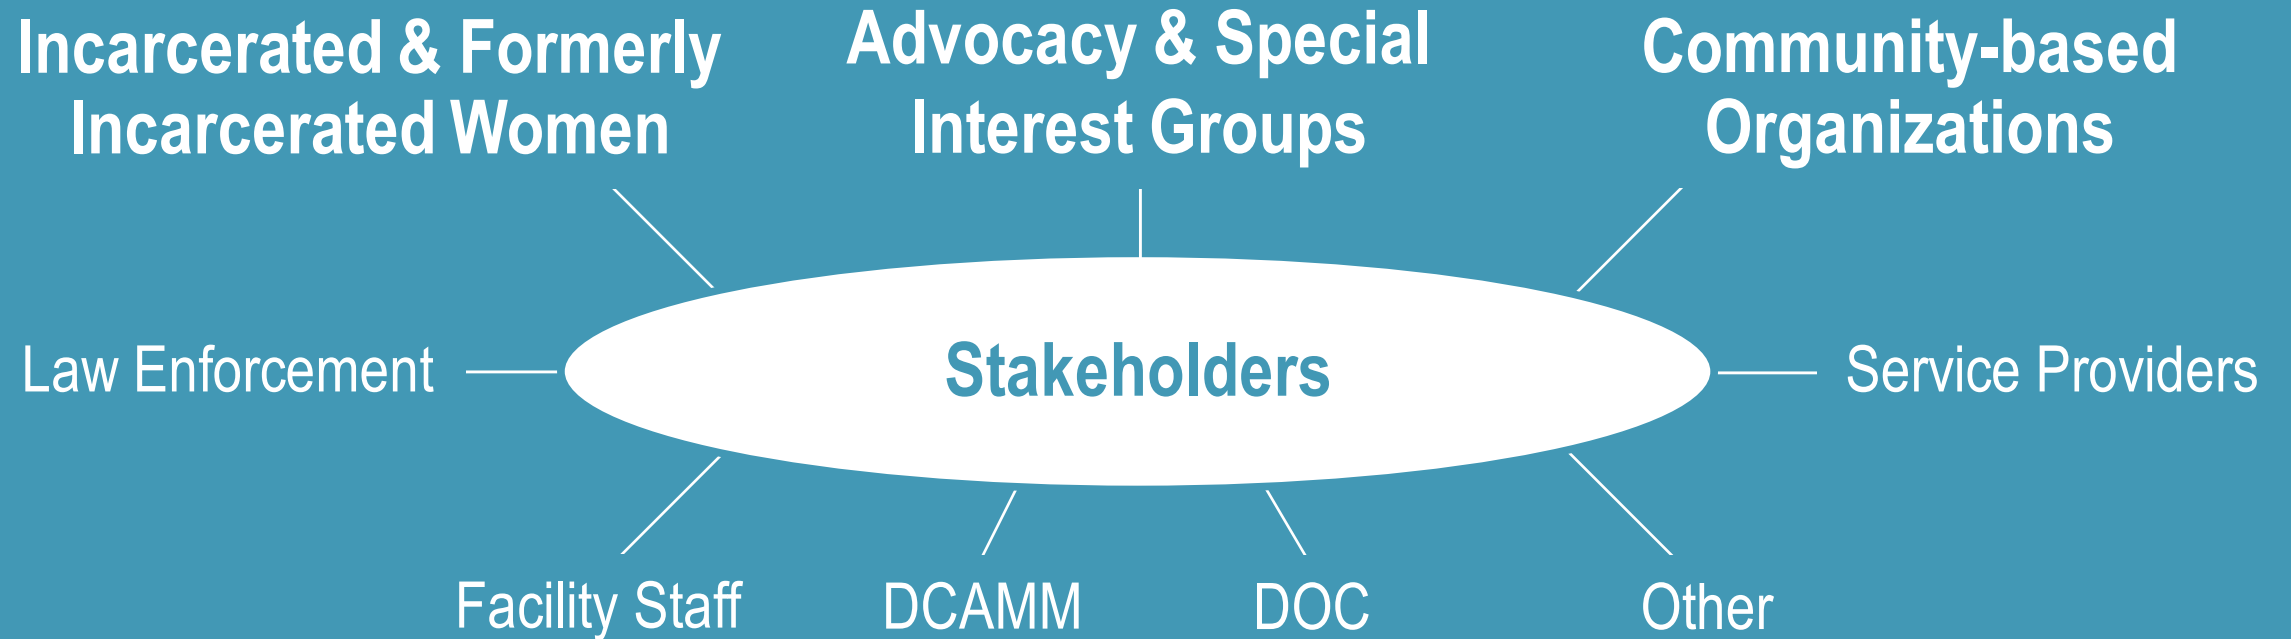 Incarcerated & Formerly
Incarcerated Women
Advocacy & Special
Interest Groups
Community-based
Organizations
Law Enforcement
Stakeholders
Service Providers
Facility Staff
DCAMM
DOC
Other